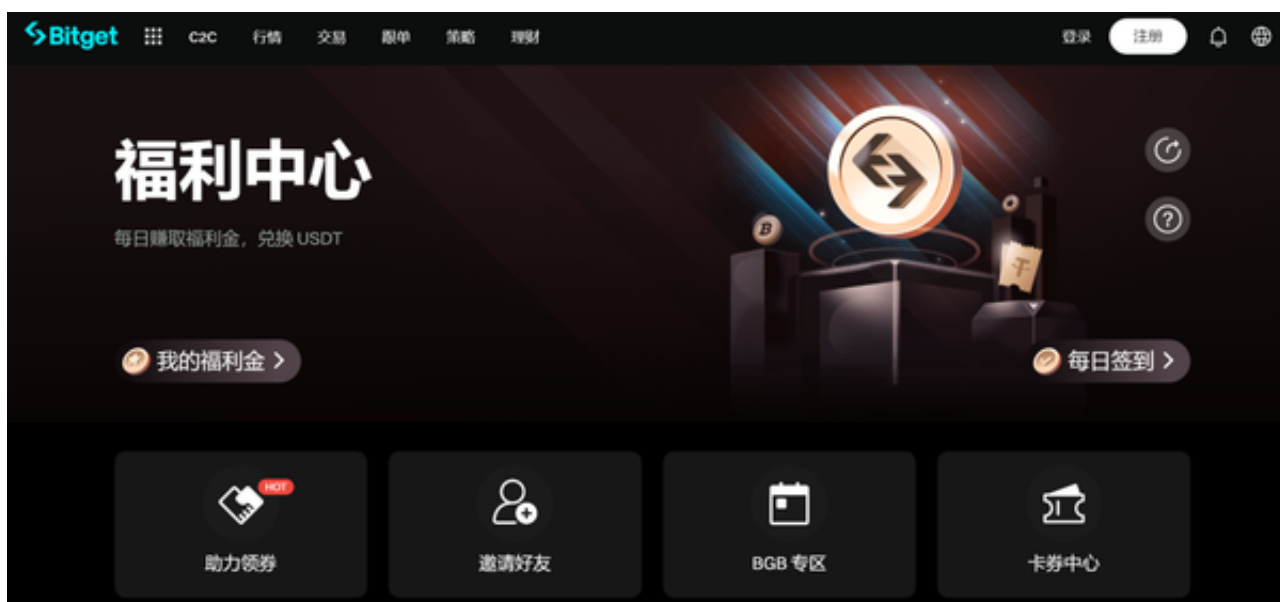 Bitget C2C 行情 交易 跟单 策略 理财 登录 注册
福利中心
每日赚取福利金，兑换 USDT
我的福利金 每日签到
HOT
助力领券 邀请好友 BGB 专区 卡券中心